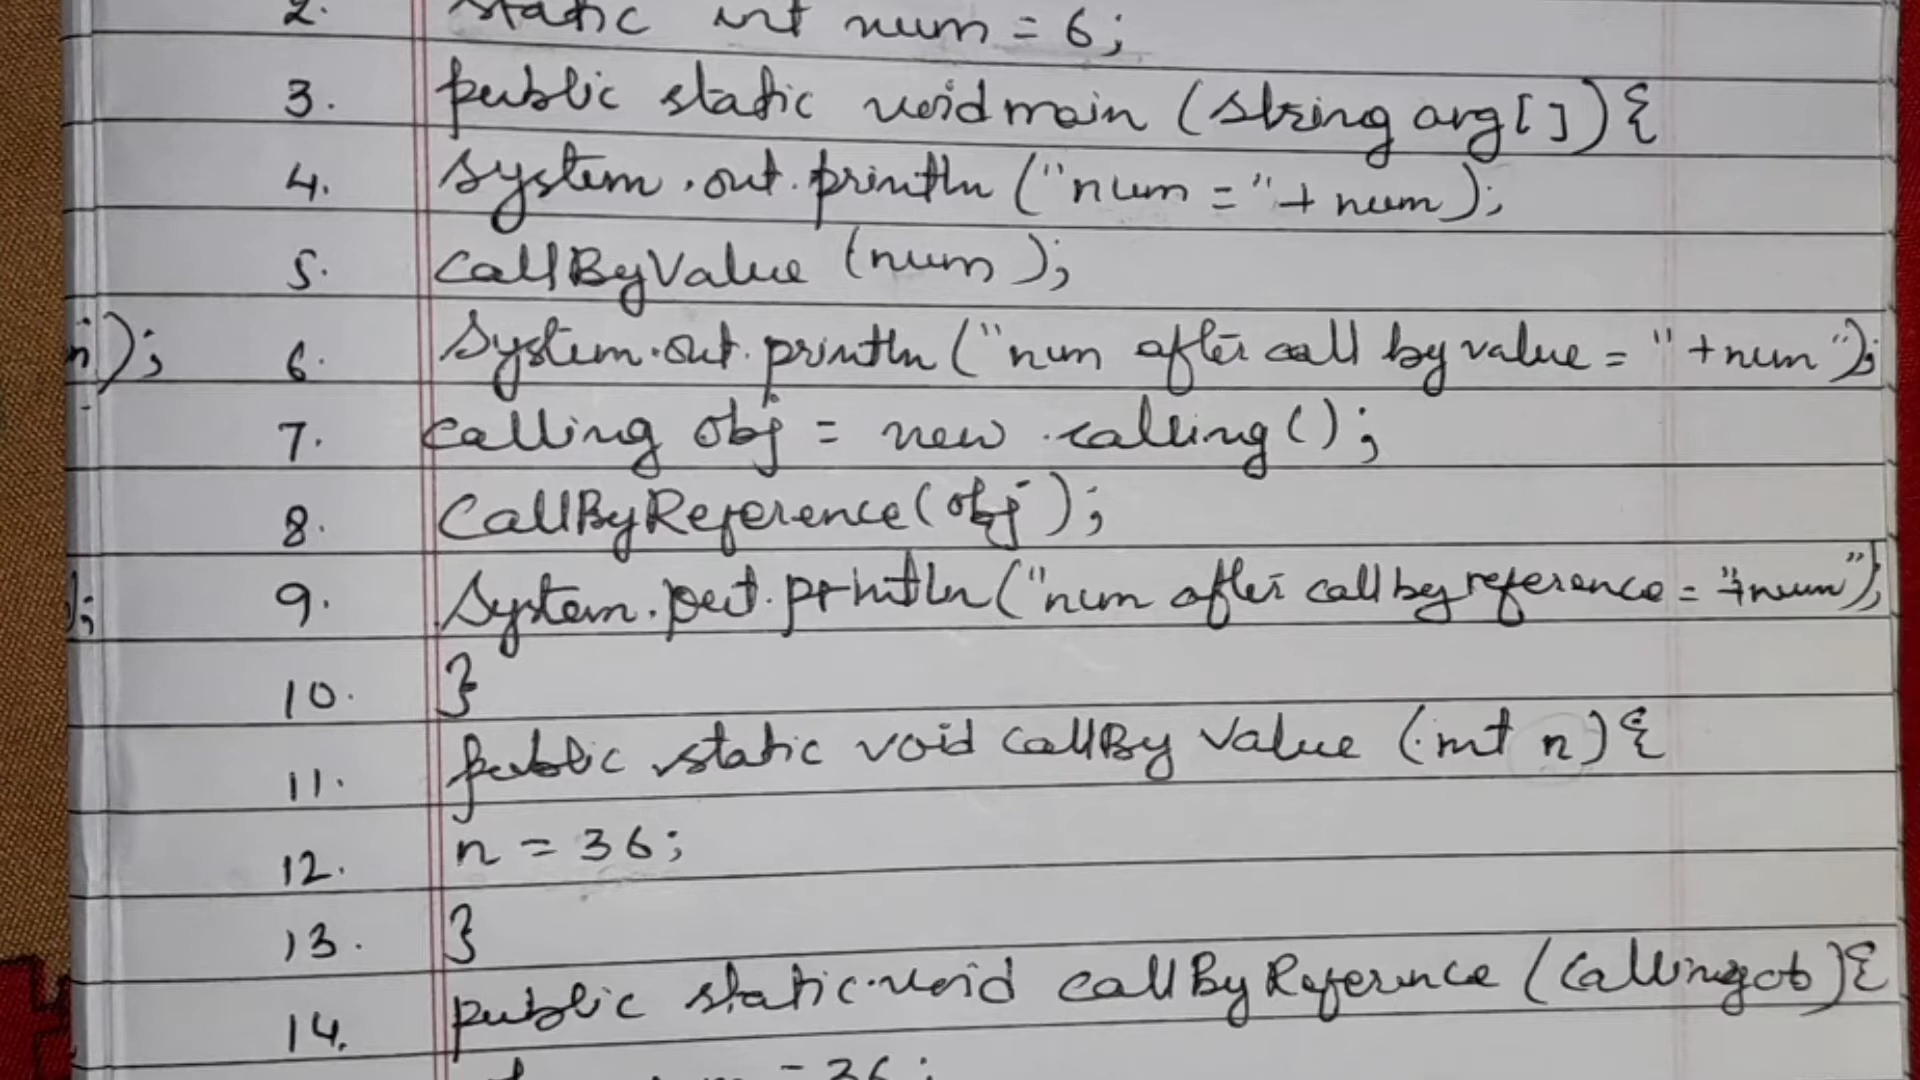 2. static int num = 6;
3. public static void main (string arg[]){
4. system.out.println ("num = "+num);
5. callByValue (num);
n); 6. System.out.println ("num after call by value = " +num");
7. calling obj = new calling();
8. CallByReference(obj);
); 9. System.out.println ("num after call by reference = "+num");
10. }
11. public static void callBy Value (int n){
12. n = 36;
13. }
14. public static void callBy Reference (calling ob){
= 36;